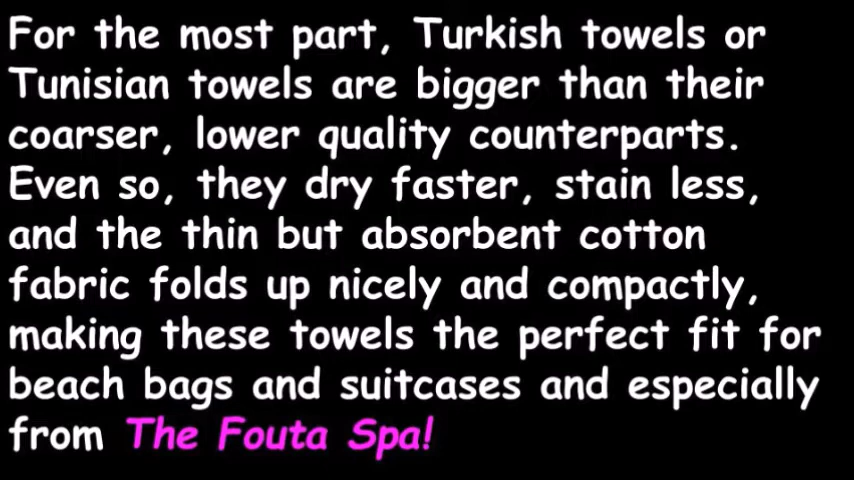 For the most part, Turkish towels or
Tunisian towels are bigger than their
coarser, lower quality counterparts.
Even so, they dry faster, stain less,
and the thin but absorbent cotton
fabric folds up nicely and compactly,
making these towels the perfect fit for
beach bags and suitcases and especially
from The Fouta Spa!